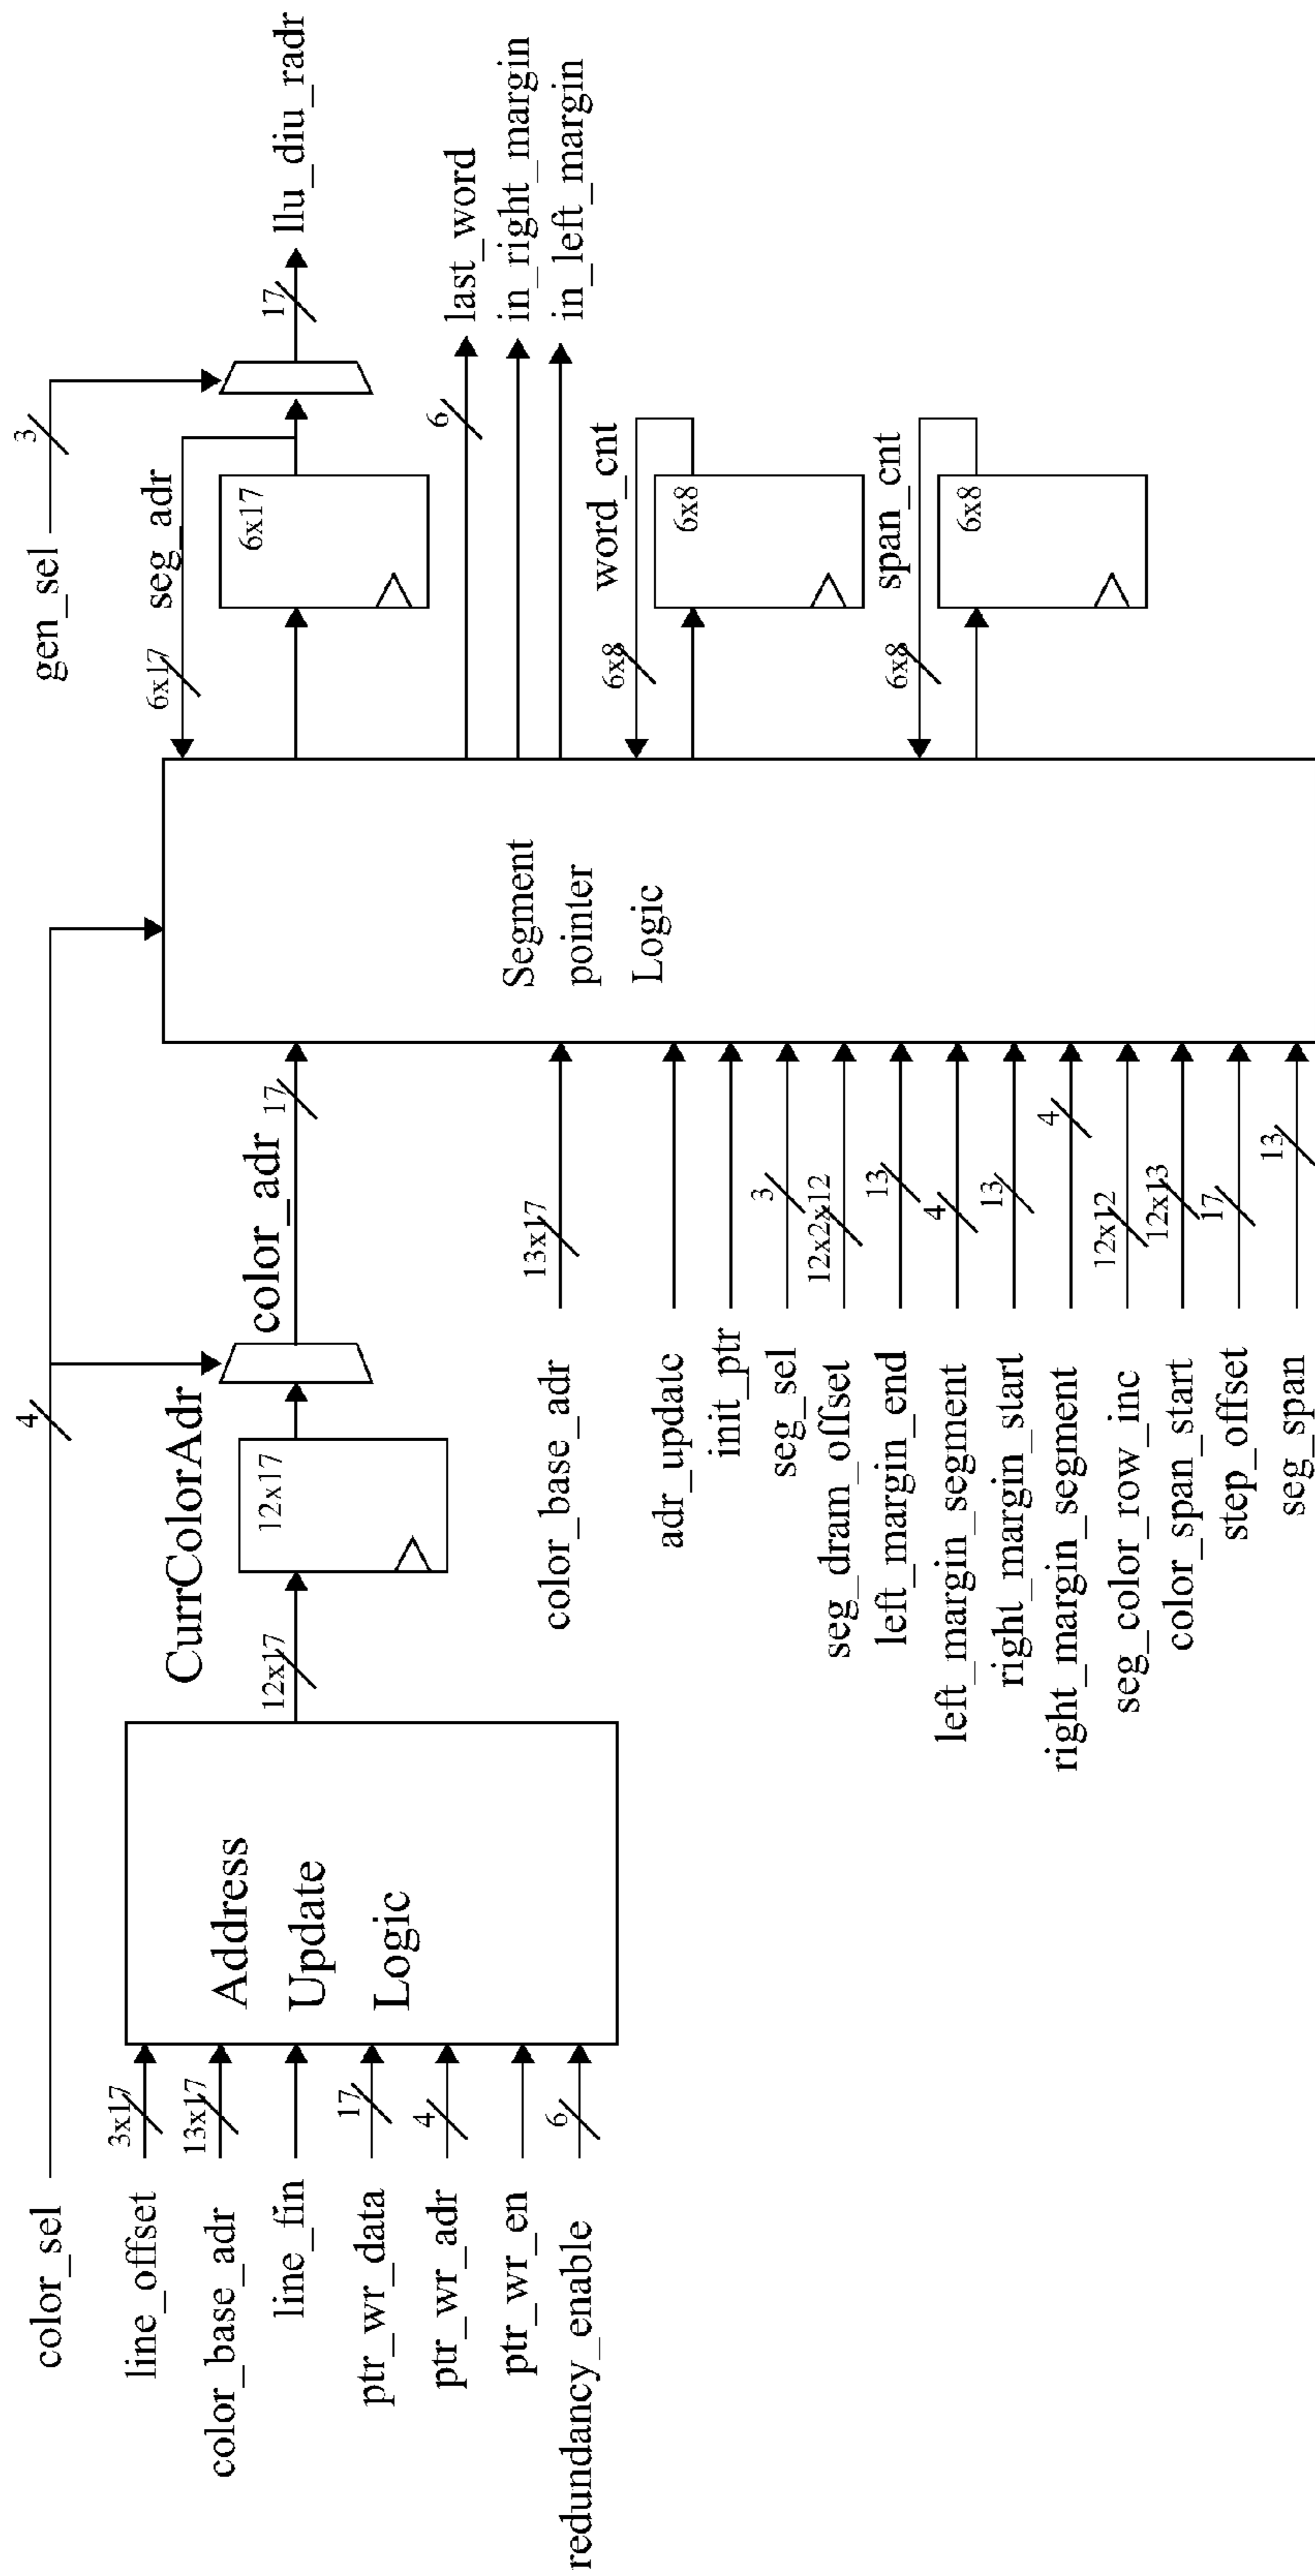 color_sel
4
line_offset
3x17
color_base_adr
13x17
line_fin
ptr_wr_data
17
ptr_wr_adr
4
ptr_wr_en
redundancy_enable
6
Address
Update
Logic
12x17
CurrColorAdr
12x17
color_adr
17
color_base_adr
13x17
adr_update
init_ptr
seg_sel
3
seg_dram_offset
12x2x12
left_margin_end
13
left_margin_segment
4
right_margin_start
13
right_margin_segment
4
seg_color_row_inc
12x12
color_span_start
12x13
step_offset
17
seg_span
13
Segment
pointer
Logic
gen_sel
3
6x17
seg_adr
6x17
17
llu_diu_radr
6
last_word
in_right_margin
in_left_margin
6x8
word_cnt
6x8
6x8
span_cnt
6x8